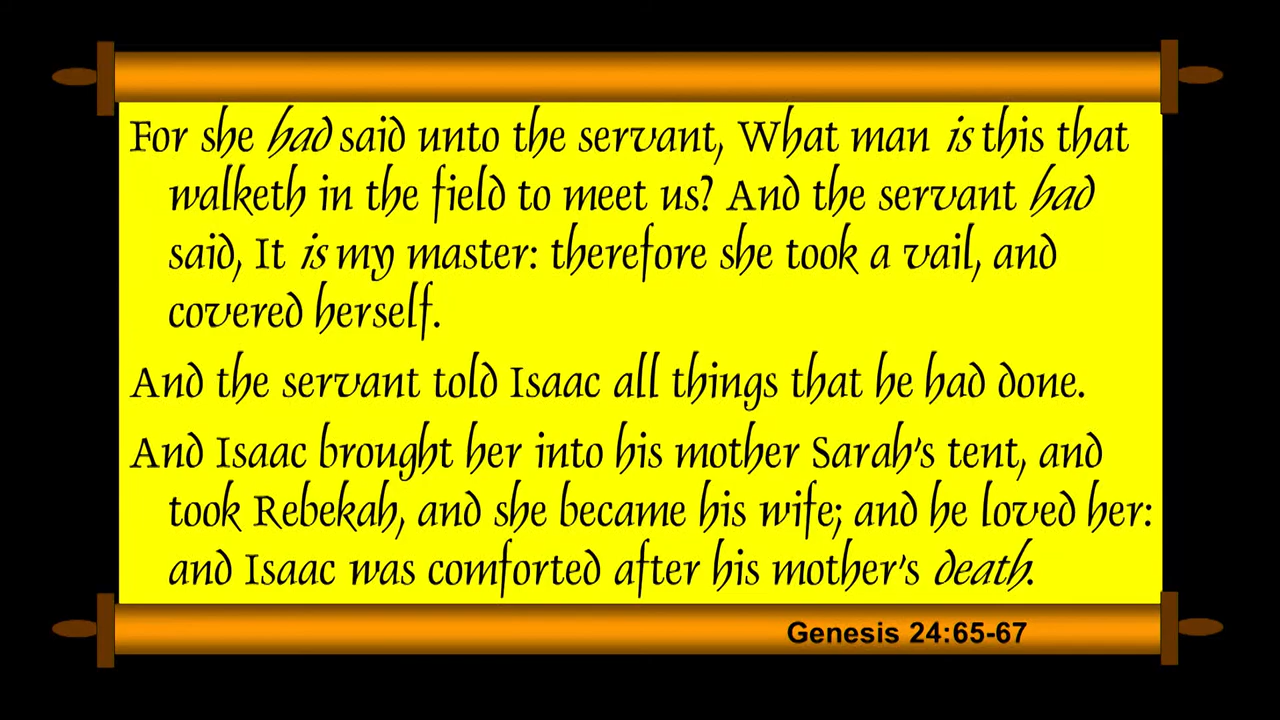 For she had said unto the servant, What man is this that
walketh in the field to meet us? And the servant had
said, It is my master: therefore she took a vail, and
covered herself.
And the servant told Isaac all things that he had done.
And Isaac brought her into his mother Sarah's tent, and
took Rebekah, and she became his wife; and he loved her:
and Isaac was comforted after his mother's death.
Genesis 24:65-67